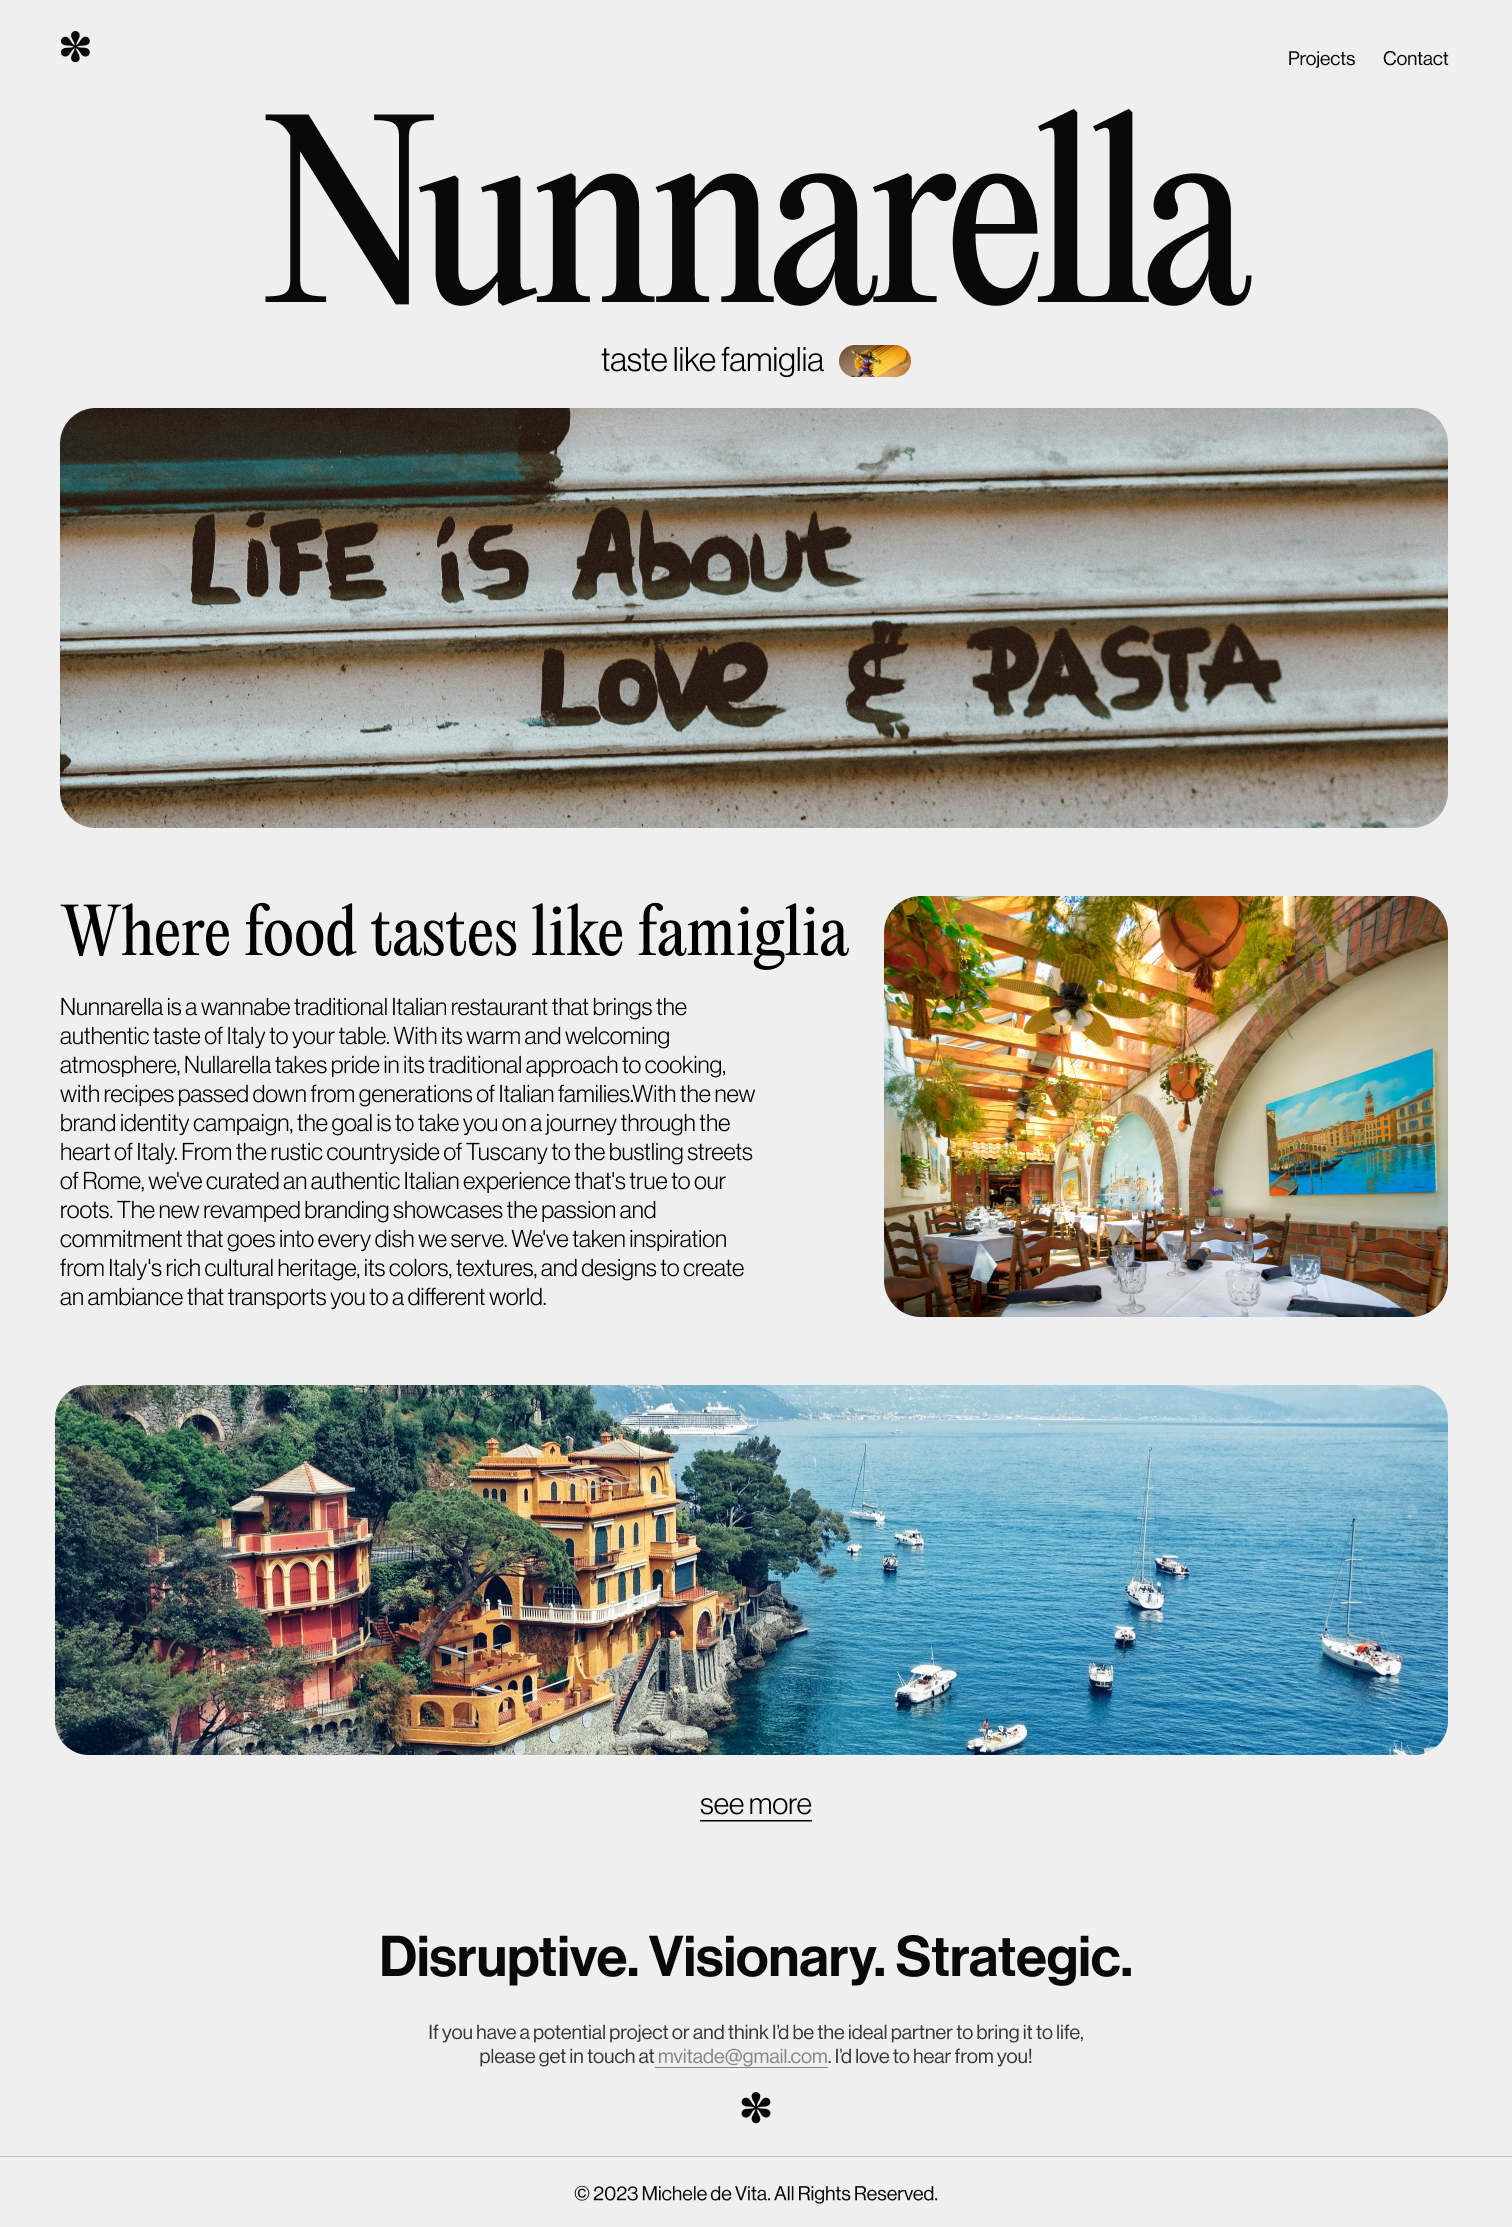 Projects Contact
Nunnarella
taste like famiglia
LiFE is About
LOVE & PASTA
Where food tastes like famiglia
Nunnarella is a wannabe traditional Italian restaurant that brings the
authentic taste of Italy to your table. With its warm and welcoming
atmosphere, Nullarella takes pride in its traditional approach to cooking,
with recipes passed down from generations of Italian families.With the new
brand identity campaign, the goal is to take you on a journey through the
heart of Italy. From the rustic countryside of Tuscany to the bustling streets
of Rome, we've curated an authentic Italian experience that's true to our
roots. The new revamped branding showcases the passion and
commitment that goes into every dish we serve. We've taken inspiration
from Italy's rich cultural heritage, its colors, textures, and designs to create
an ambiance that transports you to a different world.
see more
Disruptive. Visionary. Strategic.
If you have a potential project or and think I’d be the ideal partner to bring it to life,
please get in touch at mvitade@gmail.com. I’d love to hear from you!
© 2023 Michele de Vita. All Rights Reserved.